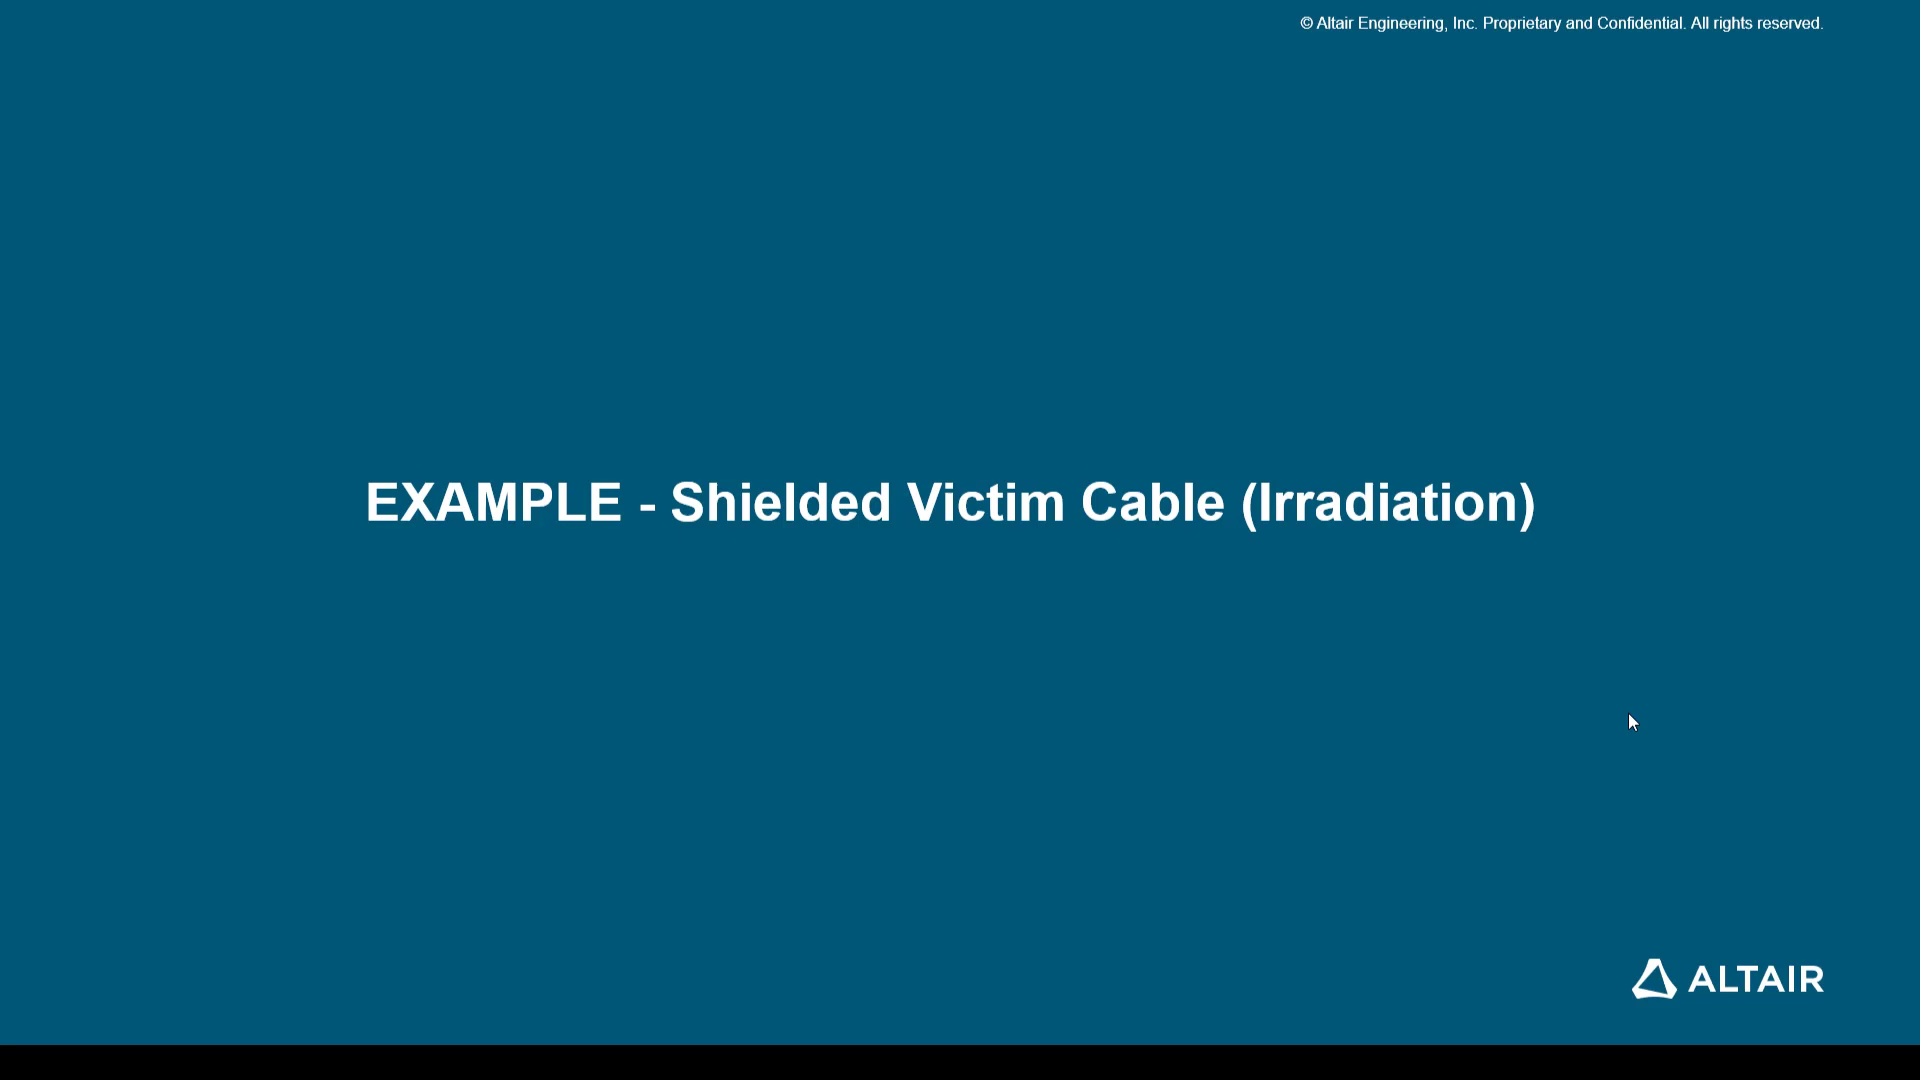 © Altair Engineering, Inc. Proprietary and Confidential. All rights reserved.
EXAMPLE - Shielded Victim Cable (Irradiation)
ALTAIR